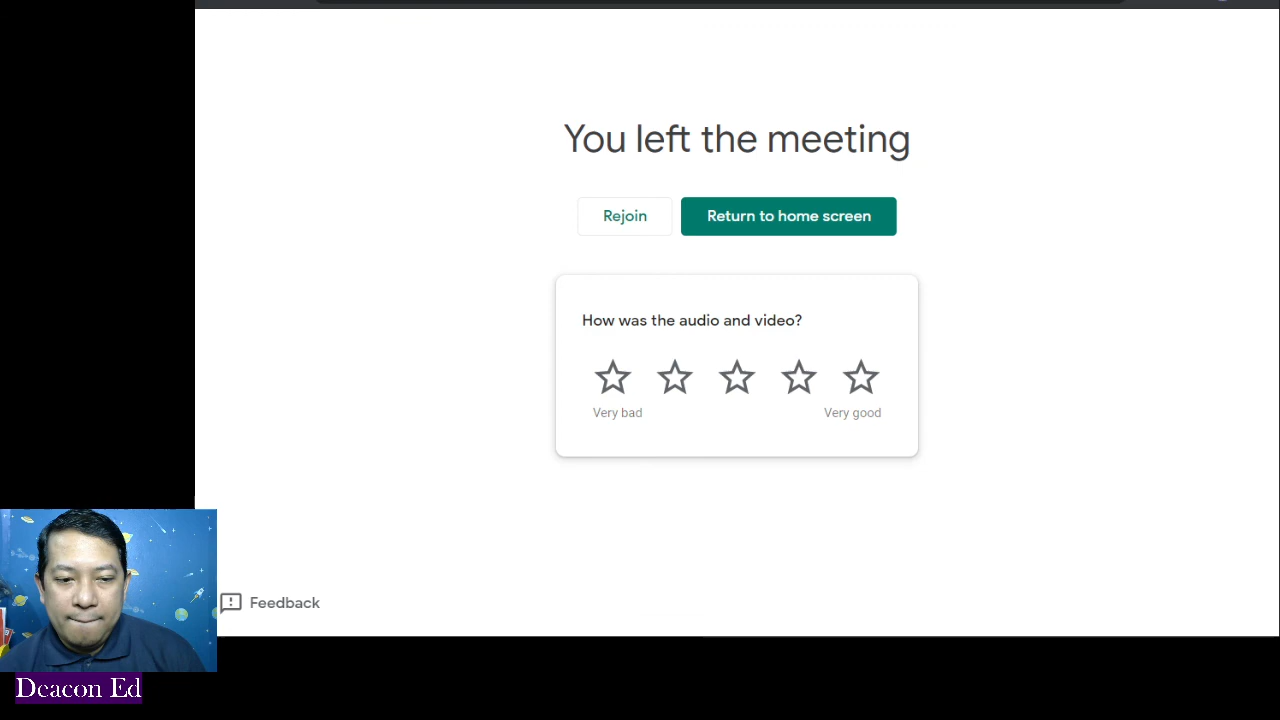 You left the meeting
Rejoin
Return to home screen
How was the audio and video?
Very bad
Very good
Feedback
Deacon Ed